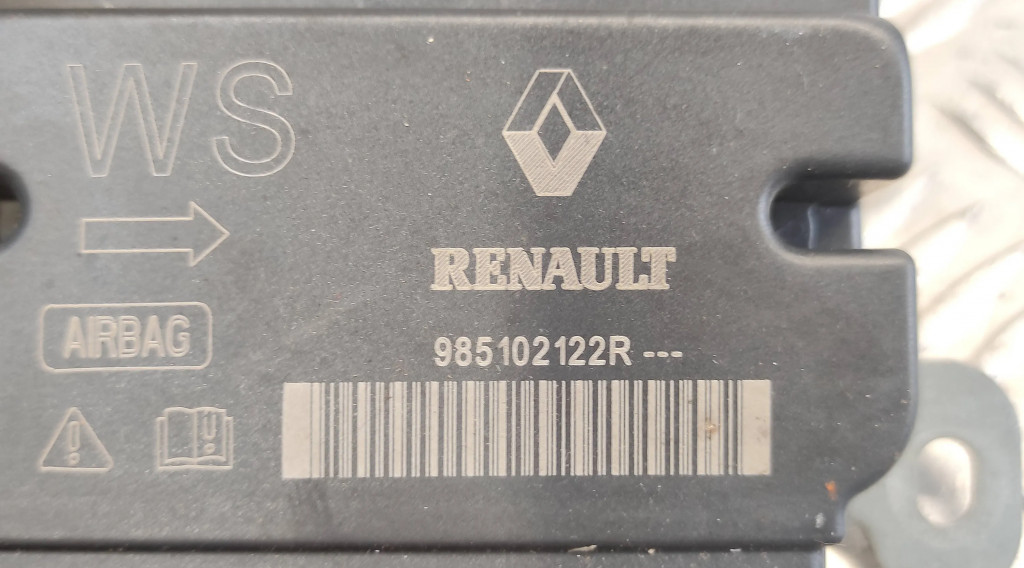 WS
RENAULT
AIRBAG
985102122R ---